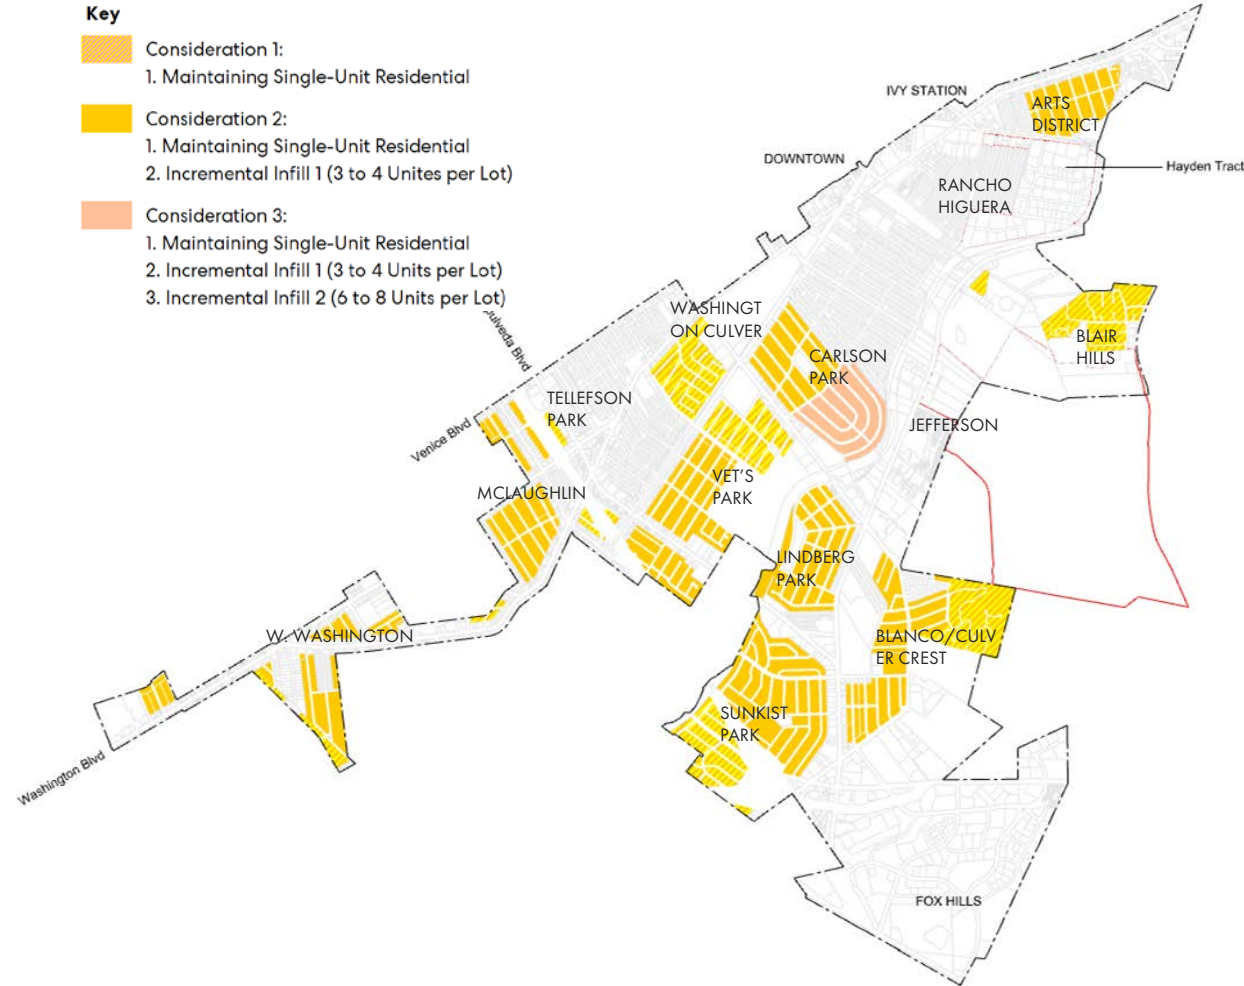 Key
Consideration 1:
1. Maintaining Single-Unit Residential
Consideration 2:
1. Maintaining Single-Unit Residential
2. Incremental Infill 1 (3 to 4 Unites per Lot)
Consideration 3:
1. Maintaining Single-Unit Residential
2. Incremental Infill 1 (3 to 4 Units per Lot)
3. Incremental Infill 2 (6 to 8 Units per Lot)
IVY STATION
ARTS
DISTRICT
DOWNTOWN
Hayden Tract
RANCHO
HIGUERA
WASHINGT
ON CULVER
BLAIR
HILLS
CARLSON
PARK
Blvd
TELLEFSON
PARK
JEFFERSON
Venice Blvd
VET'S
PARK
MCLAUGHLIN
LINDBERG
PARK
W. WASHINGTON
BLANCO/CULV
ER CREST
SUNKIST
PARK
Washington Blvd
FOX HILLS